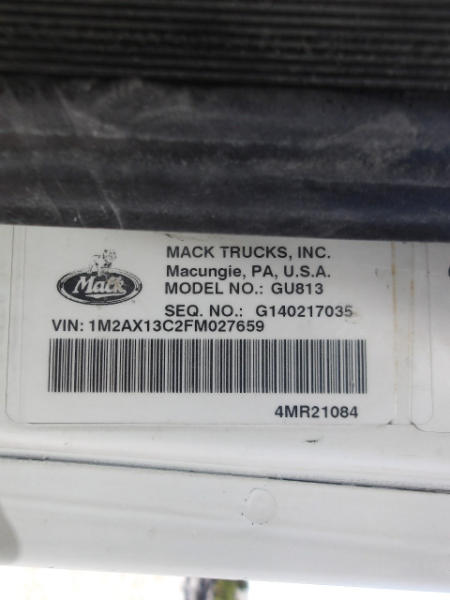 Mack
MACK TRUCKS, INC.
Macungie, PA, U.S.A.
MODEL NO.: GU813
SEQ. NO.: G140217035
VIN: 1M2AX13C2FM027659
4MR21084